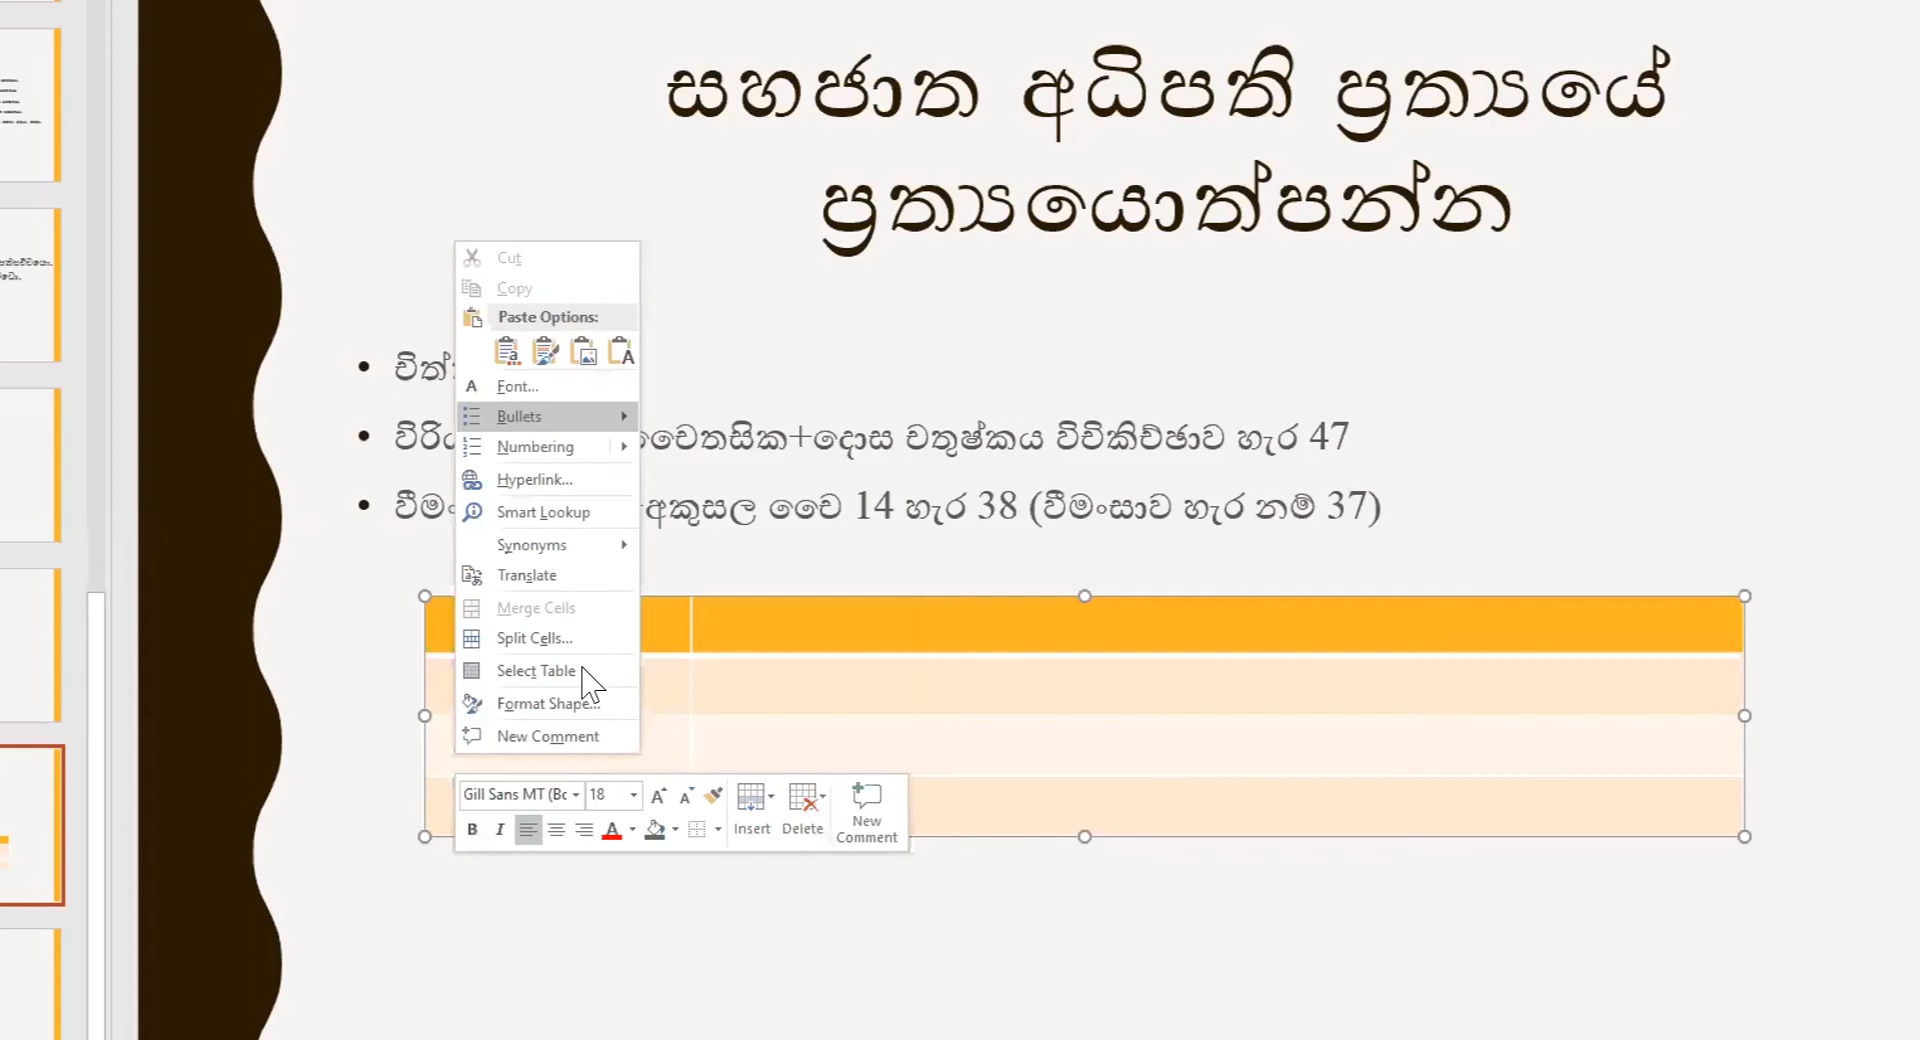 සහජාත අධිපති ප්‍රත්‍යයේ
ප්‍රත්‍යයොත්පන්න
Cut
Copy
Paste Options:
Font...
Bullets
Numbering
Hyperlink...
Smart Lookup
Synonyms
Translate
Merge Cells
Split Cells...
Select Table
Format Shape...
New Comment
චෛතසික+දොස චතුෂ්කය විචිකිච්ඡාව හැර 47
අකුසල චෛ 14 හැර 38 (වීමංසාව හැර නම් 37)
Gill Sans MT (Bc 18
B I A Insert Delete New
Comment